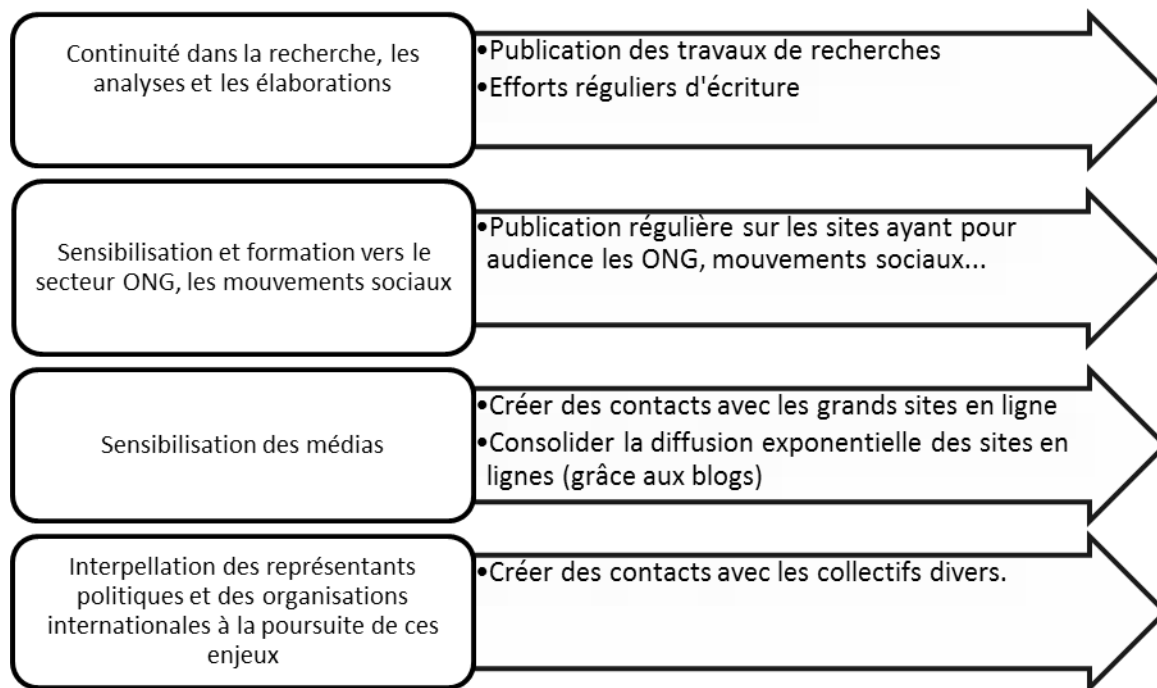 Continuité dans la recherche, les
analyses et les élaborations
•Publication des travaux de recherches
•Efforts réguliers d'écriture
Sensibilisation et formation vers le
secteur ONG, les mouvements sociaux
•Publication régulière sur les sites ayant pour
audience les ONG, mouvements sociaux...
Sensibilisation des médias
•Créer des contacts avec les grands sites en ligne
•Consolider la diffusion exponentielle des sites en
lignes (grâce aux blogs)
Interpellation des représentants
politiques et des organisations
internationales à la poursuite de ces
enjeux
•Créer des contacts avec les collectifs divers.